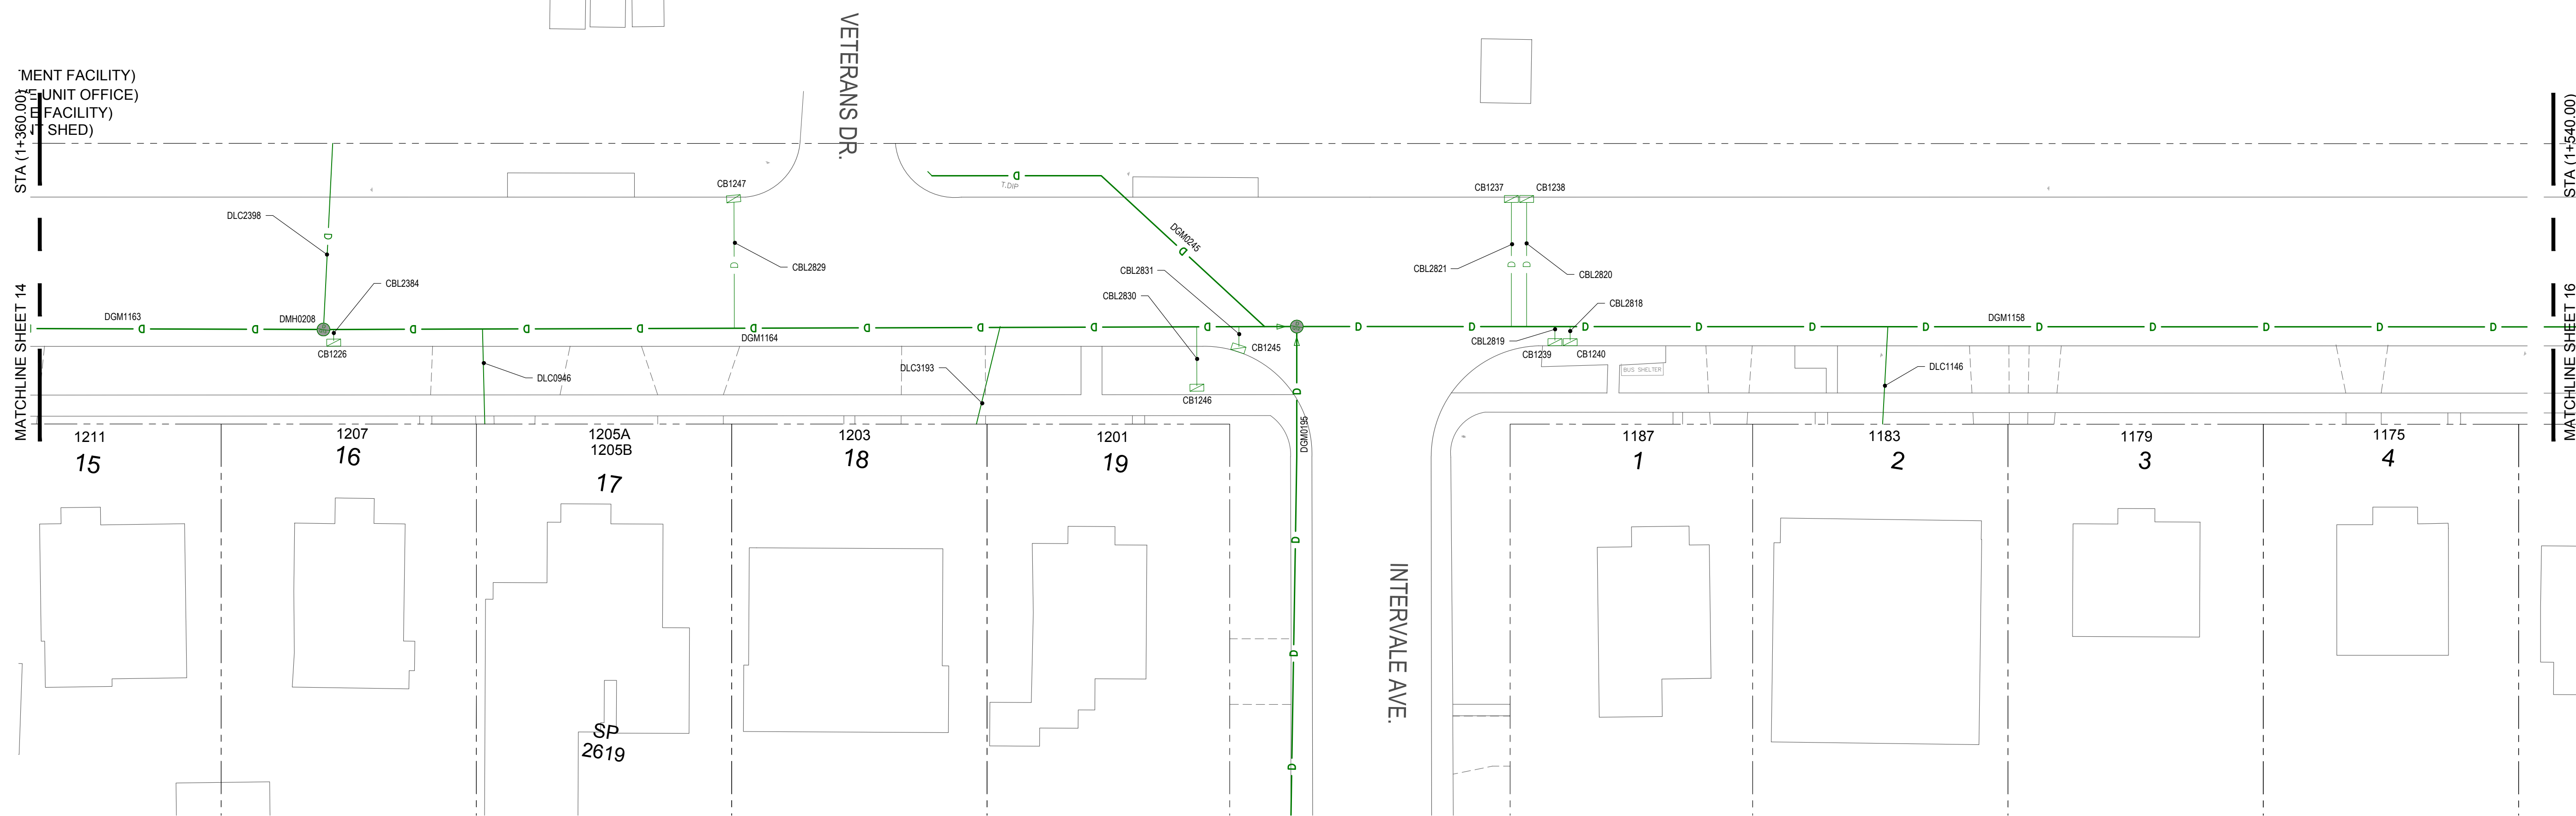 MENT FACILITY)
E UNIT OFFICE)
E FACILITY)
T SHED)
STA (1+360.00)
MATCHLINE SHEET 14
VETERANS DR.
STA (1+540.00)
MATCHLINE SHEET 16
CB1247
T.DIP
CB1237
CB1238
DLC2398
DGM0245
CBL2829
CBL2831
CBL2821
CBL2820
CBL2384
CBL2830
CBL2818
DGM1163
D
DMH0208
DGM1164
DGM1158
CB1226
CB1245
CBL2819
CB1239
CB1240
DLC0946
DLC3193
CB1246
BUS SHELTER
DLC1146
DGM0195
1211
15
1207
16
1205A
1205B
17
1203
18
1201
19
1187
1
1183
2
1179
3
1175
4
INTERVALE AVE.
SP
2619